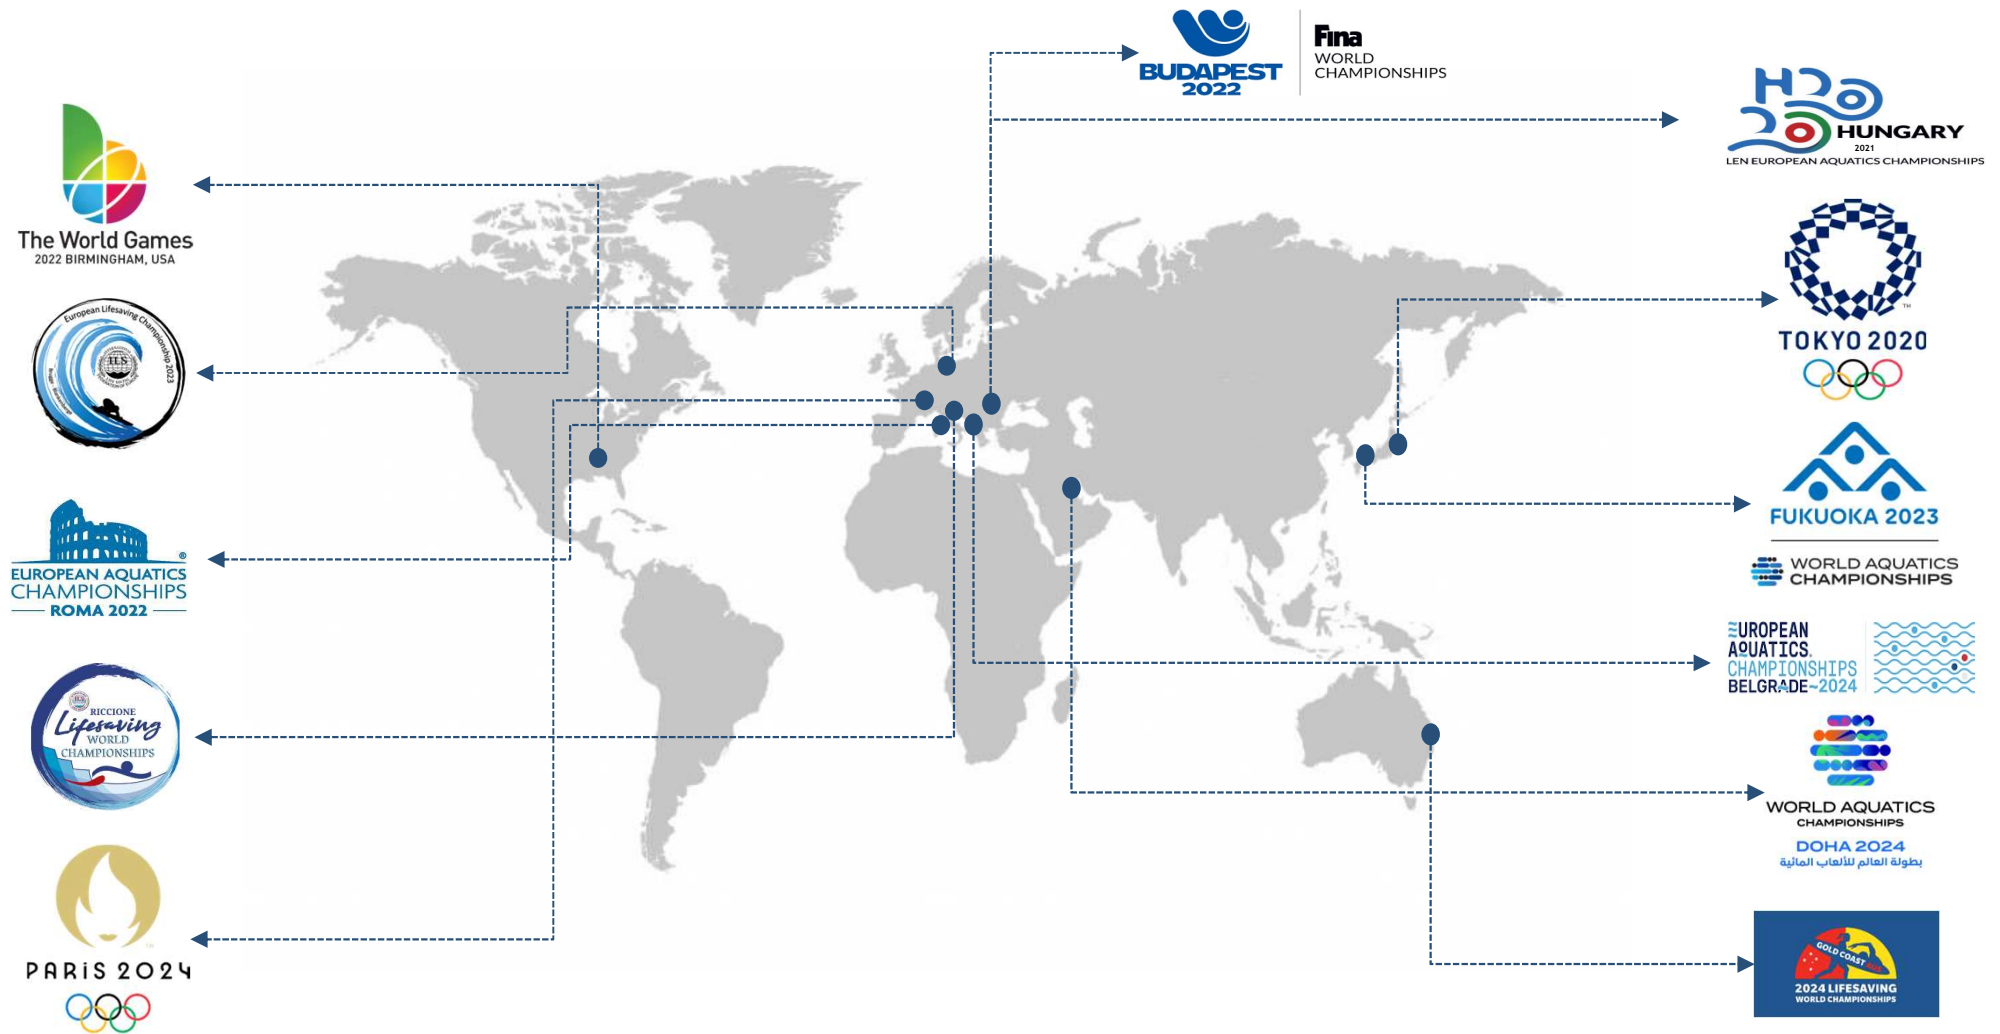 BUDAPEST
2022
Fina
WORLD
CHAMPIONSHIPS
The World Games
2022 BIRMINGHAM, USA
European Lifesaving Championship 2023
ILS
EUROPEAN AQUATICS
CHAMPIONSHIPS
ROMA 2022
®
RICCIONE
Lifesaving
WORLD
CHAMPIONSHIPS
PARIS 2024
H2O
2020
HUNGARY
2021
LEN EUROPEAN AQUATICS CHAMPIONSHIPS
TM
TOKYO 2020
FUKUOKA 2023
WORLD AQUATICS
CHAMPIONSHIPS
EUROPEAN
AQUATICS
CHAMPIONSHIPS
BELGRADE~2024
WORLD AQUATICS
CHAMPIONSHIPS
DOHA 2024
بطولة العالم للألعاب المائية
GOLD COAST
2024 LIFESAVING
WORLD CHAMPIONSHIPS